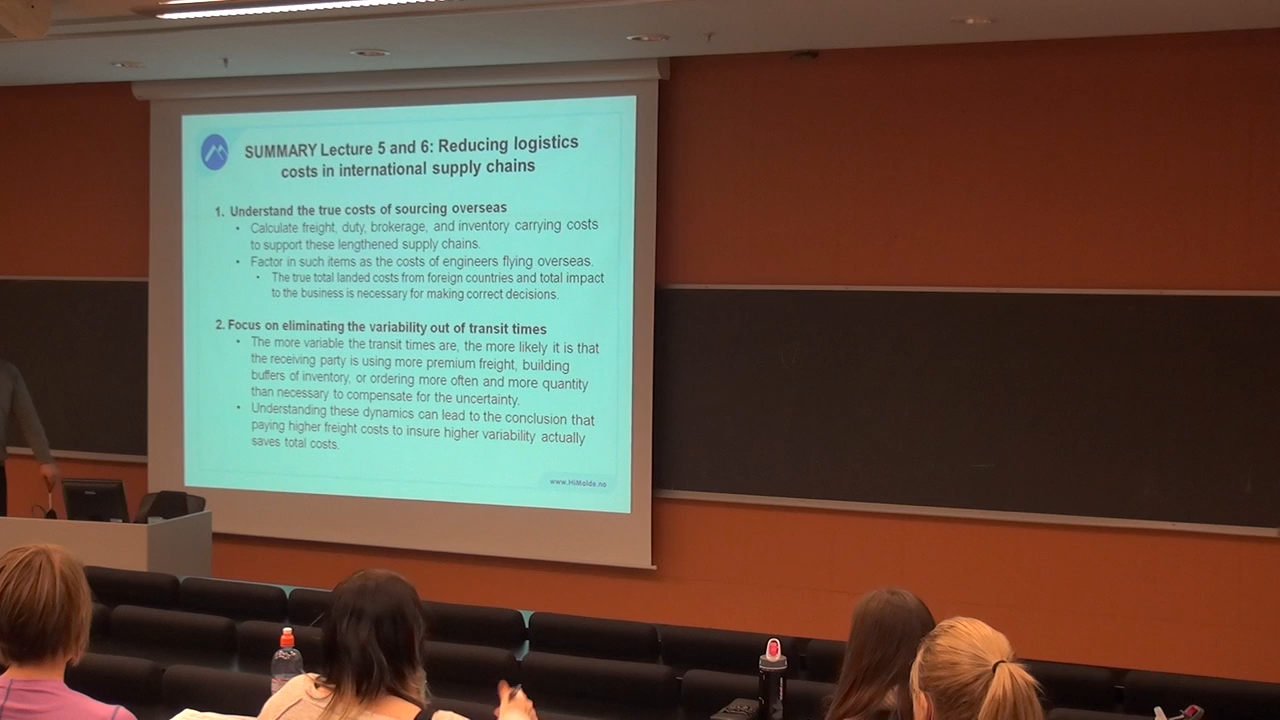 SUMMARY Lecture 5 and 6: Reducing logistics
costs in international supply chains
1. Understand the true costs of sourcing overseas
• Calculate freight, duty, brokerage, and inventory carrying costs
to support these lengthened supply chains.
• Factor in such items as the costs of engineers flying overseas.
• The true total landed costs from foreign countries and total impact
to the business is necessary for making correct decisions.
2. Focus on eliminating the variability out of transit times
• The more variable the transit times are, the more likely it is that
the receiving party is using more premium freight, building
buffers of inventory, or ordering more often and more quantity
than necessary to compensate for the uncertainty.
• Understanding these dynamics can lead to the conclusion that
paying higher freight costs to insure higher variability actually
saves total costs.
www.HiMolde.no